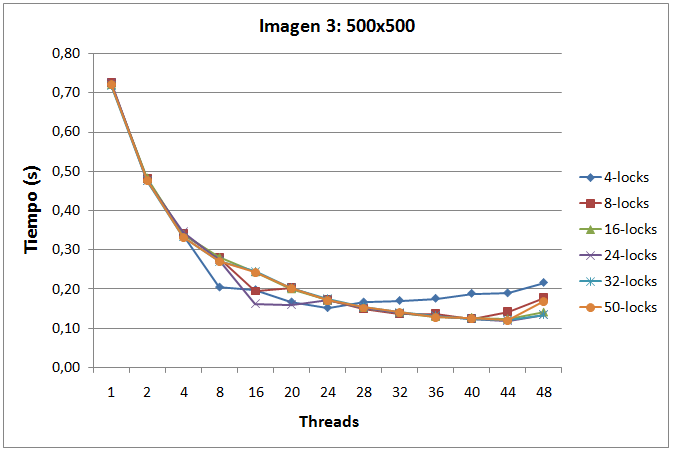 Imagen 3: 500x500
0,80
0,70
0,60
0,50
0,40
0,30
0,20
0,10
0,00
Tiempo (s)
1 2 4 8 16 20 24 28 32 36 40 44 48
Threads
4-locks
8-locks
16-locks
24-locks
32-locks
50-locks